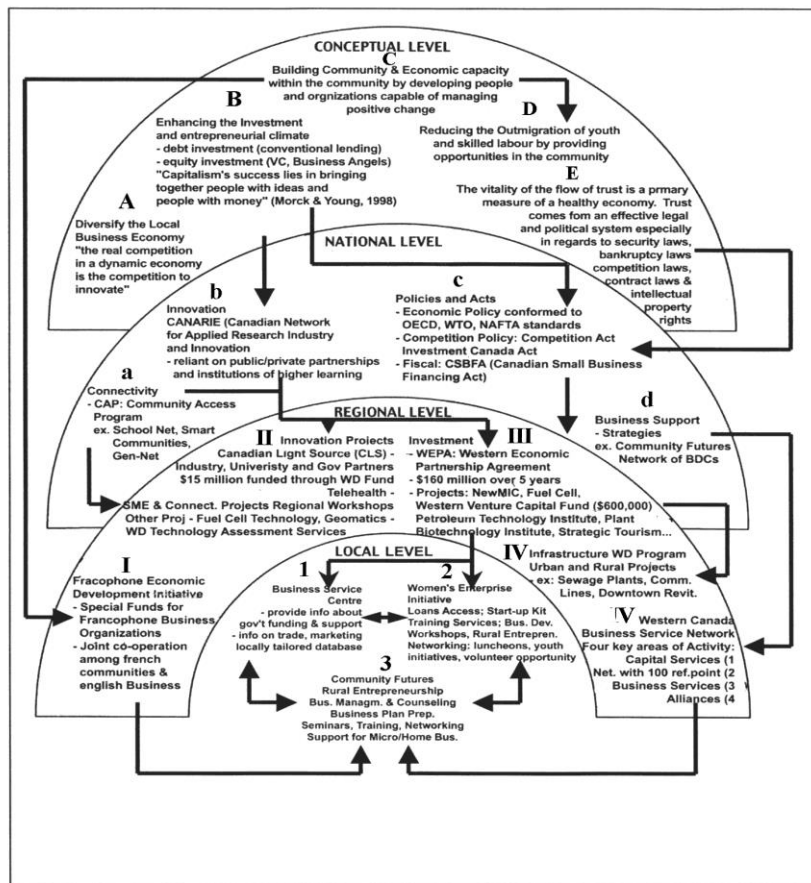 CONCEPTUAL LEVEL
C
Building Community & Economic capacity
within the community by developing people
and orgnizations capable of managing
positive change
B
Enhancing the Investment
and entrepreneurial climate
- debt investment (conventional lending)
- equity investment (VC, Business Angels)
"Capitalism's success lies in bringing
together people with ideas and
people with money" (Morck & Young, 1998)
D
Reducing the Outmigration of youth
and skilled labour by providing
opportunities in the community
A
Diversify the Local
Business Economy
"the real competition
in a dynamic economy
is the competition to
innovate"
E
The vitality of the flow of trust is a prmary
measure of a healthy economy. Trust
comes fom an effective legal
and political system especially
in regards to security laws,
bankruptcy laws
competition laws,
contract laws &
intellectual
property
rights
NATIONAL LEVEL
b
Innovation
CANARIE (Canadian Network
for Applied Research Industry
and Innovation
- reliant on public/private partnerships
and institutions of higher learning
c
Policies and Acts
- Economic Policy conformed to
OECD, WTO, NAFTA standards
- Competition Policy: Competition Act
Investment Canada Act
- Fiscal: CSBFA (Canadian Small Business
Financing Act)
a
Connectivity
- CAP: Community Access
Program
ex. School Net, Smart
Communities,
Gen-Net
d
Business Support
- Strategies
ex. Community Futures
Network of BDCs
REGIONAL LEVEL
II
Innovation Projects
Canadian Light Source (CLS) -
Industry, Univeristy and Gov Partners
$15 million funded through WD Fund
Telehealth -
SME & Connect. Projects Regional Workshops
Other Proj - Fuel Cell Technology, Geomatics -
WD Technology Assessment Services
III
Investment
- WEPA: Western Economic
Partnership Agreement
- $160 million over 5 years
- Projects: NewMIC, Fuel Cell,
Western Venture Capital Fund ($600,000)
Petroleum Technology Institute, Plant
Biotechnology Institute, Strategic Tourism...
I
Fracophone Economic
Development Initiative
- Special Funds for
Francophone Business
Organizations
- Joint co-operation
among french
communities &
english Business
IV
Infrastructure WD Program
Urban and Rural Projects
- ex: Sewage Plants, Comm.
Lines, Downtown Revit.
IV
Western Canada
Business Service Network
Four key areas of Activity:
Capital Services (1
Net. with 100 ref.point (2
Business Services (3
Alliances (4
LOCAL LEVEL
1
Business Service
Centre
- provide info about
gov't funding & support
- info on trade, marketing
locally tailored database
2
Women's Enterprise
Initiative
Loans Access; Start-up Kit
Training Services; Bus. Dev.
Workshops, Rural Entrepren.
Networking: luncheons, youth
initiatives, volunteer opportunity
3
Community Futures
Rural Entrepreneurship
Bus. Managm. & Counseling
Business Plan Prep.
Seminars, Training, Networking
Support for Micro/Home Bus.